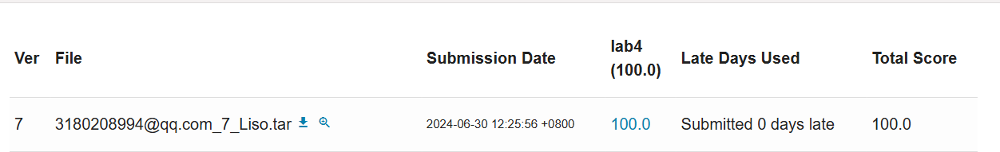 Ver File Submission Date lab4 (100.0) Late Days Used Total Score
7 3180208994@qq.com_7_Liso.tar 2024-06-30 12:25:56 +0800 100.0 Submitted 0 days late 100.0